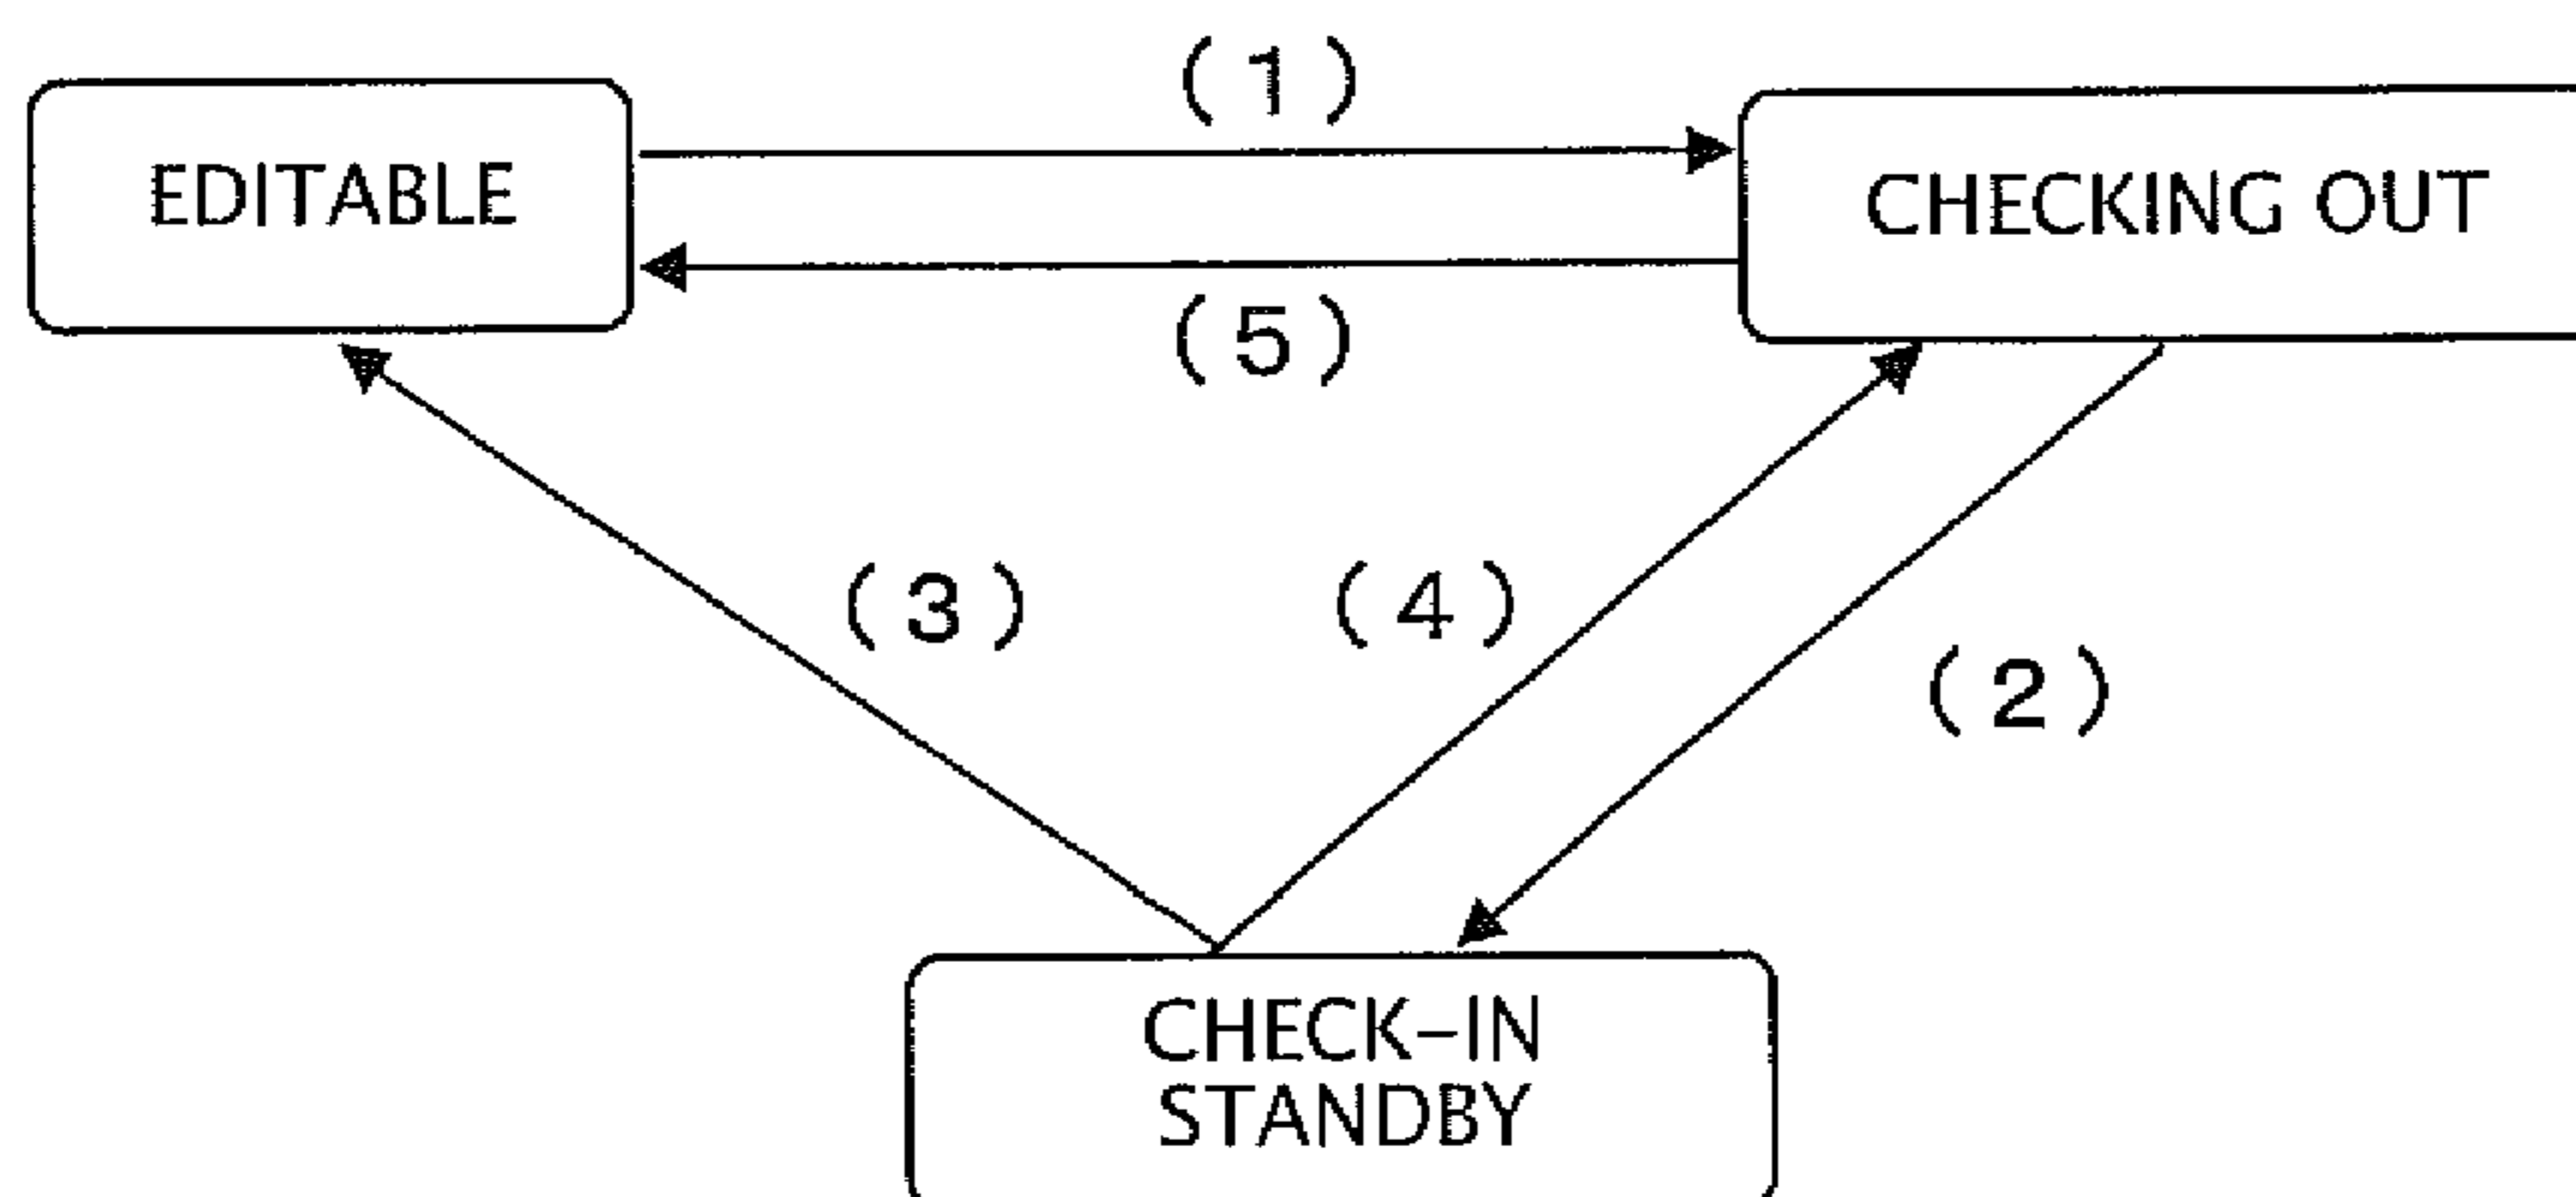 (1)
EDITABLE
CHECKING OUT
(5)
(3)
(4)
(2)
CHECK-IN
STANDBY